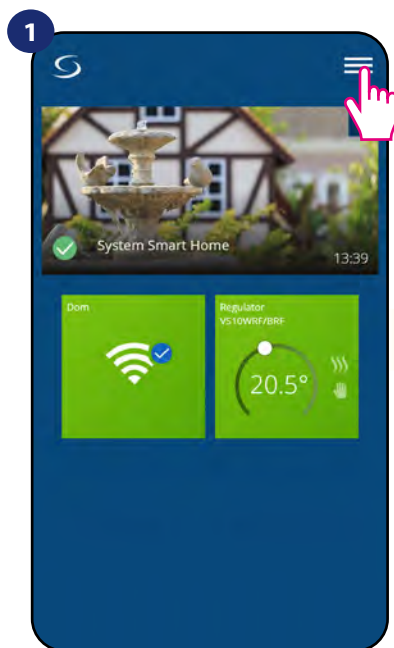 1
System Smart Home
13:39
Dom
Regulator
VS10WRF/BRF
20.5°